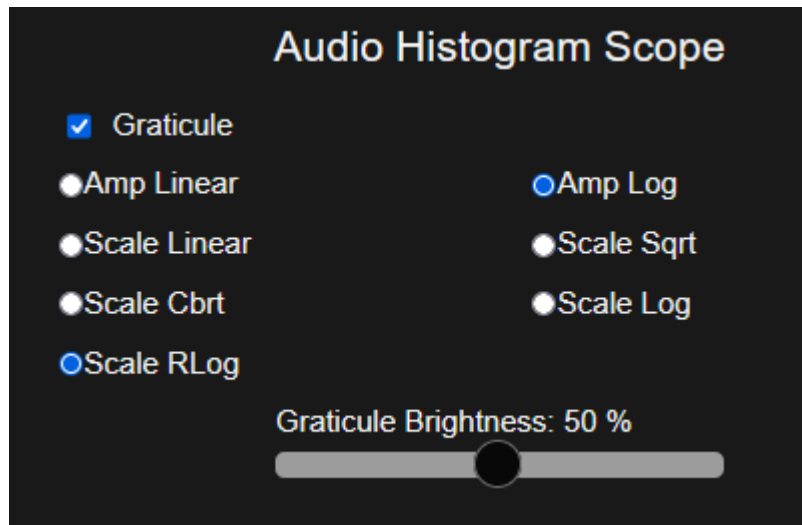 Audio Histogram Scope
Graticule
Amp Linear
Amp Log
Scale Linear
Scale Sqrt
Scale Cbrt
Scale Log
Scale RLog
Graticule Brightness: 50 %